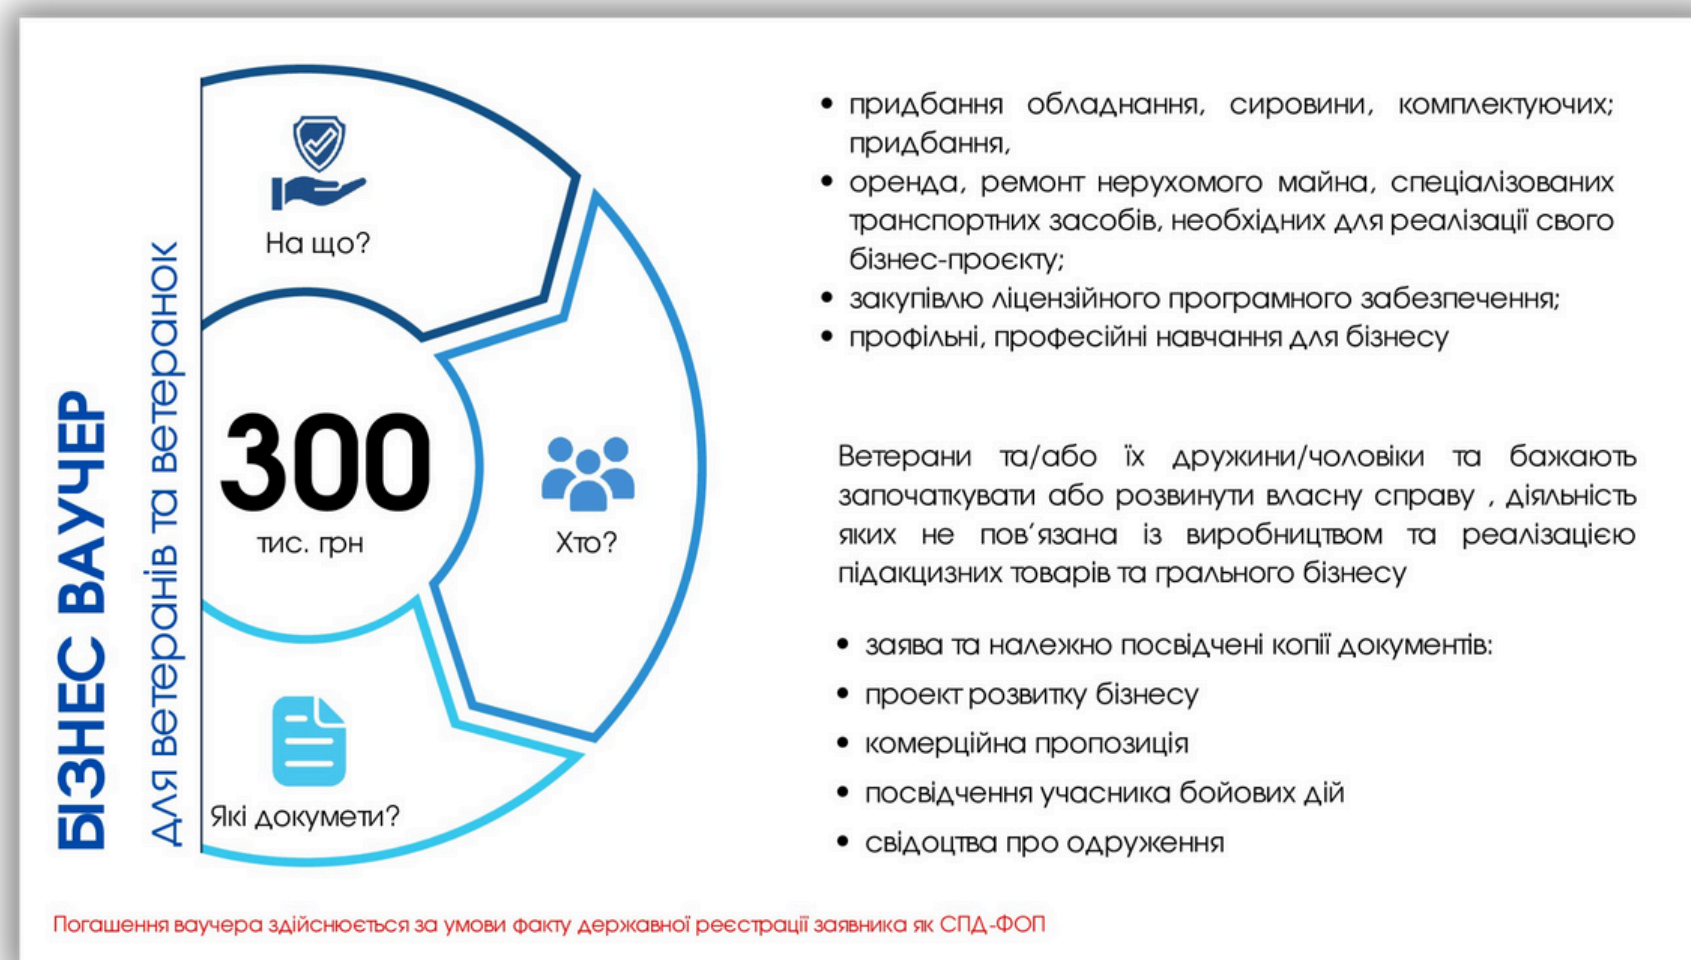 БІЗНЕС ВАУЧЕР
для ветеранів та ветеранок
На що?
300
тис. грн
Хто?
Які докумети?
• придбання обладнання, сировини, комплектуючих;
придбання,
• оренда, ремонт нерухомого майна, спеціалізованих
транспортних засобів, необхідних для реалізації свого
бізнес-проєкту;
• закупівлю ліцензійного програмного забезпечення;
• профільні, професійні навчання для бізнесу
Ветерани та/або їх дружини/чоловіки та бажають
започаткувати або розвинути власну справу , діяльність
яких не пов’язана із виробництвом та реалізацією
підакцизних товарів та грального бізнесу
• заява та належно посвідчені копії документів:
• проект розвитку бізнесу
• комерційна пропозиція
• посвідчення учасника бойових дій
• свідоцтва про одруження
Погашення ваучера здійснюється за умови факту державної реєстрації заявника як СПД-ФОП